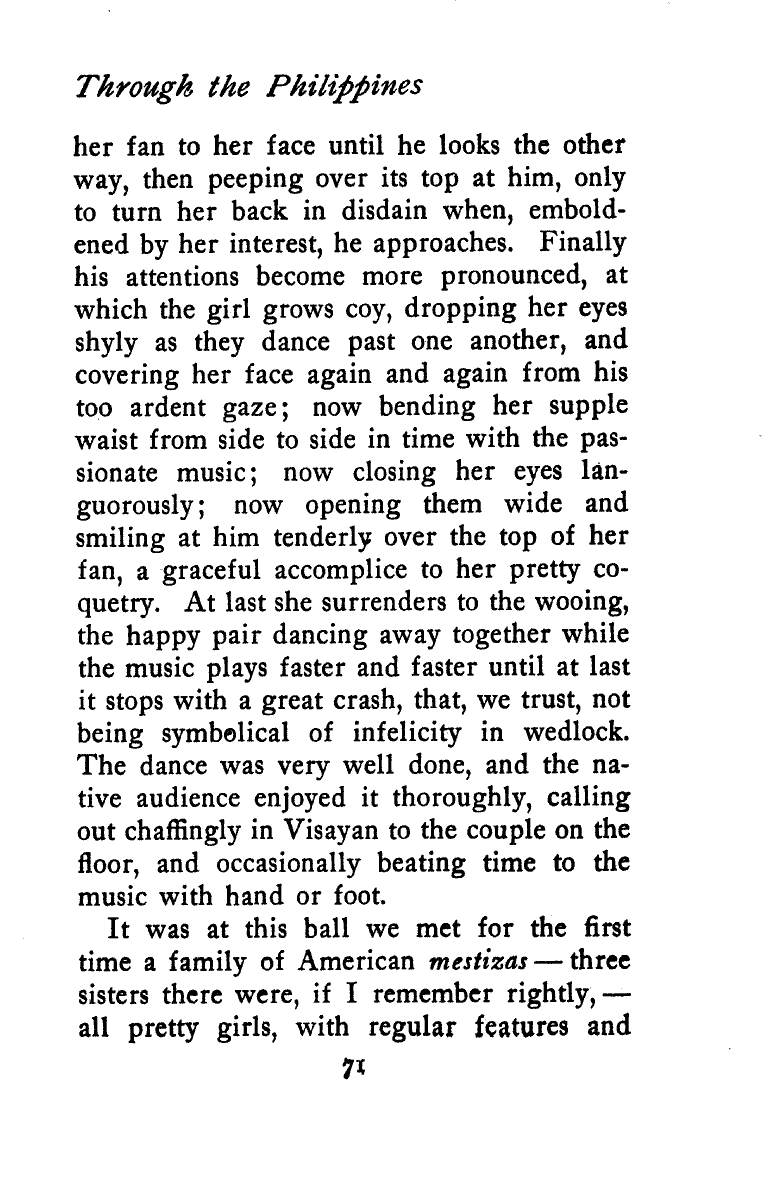 Through the Philippines
her fan to her face until he looks the other
way, then peeping over its top at him, only
to turn her back in disdain when, embold-
ened by her interest, he approaches. Finally
his attentions become more pronounced, at
which the girl grows coy, dropping her eyes
shyly as they dance past one another, and
covering her face again and again from his
too ardent gaze; now bending her supple
waist from side to side in time with the pas-
sionate music; now closing her eyes lan-
guorously; now opening them wide and
smiling at him tenderly over the top of her
fan, a graceful accomplice to her pretty co-
quetry. At last she surrenders to the wooing,
the happy pair dancing away together while
the music plays faster and faster until at last
it stops with a great crash, that, we trust, not
being symbolical of infelicity in wedlock.
The dance was very well done, and the na-
tive audience enjoyed it thoroughly, calling
out chaffingly in Visayan to the couple on the
floor, and occasionally beating time to the
music with hand or foot.
It was at this ball we met for the first
time a family of American mestizas — three
sisters there were, if I remember rightly, —
all pretty girls, with regular features and
71